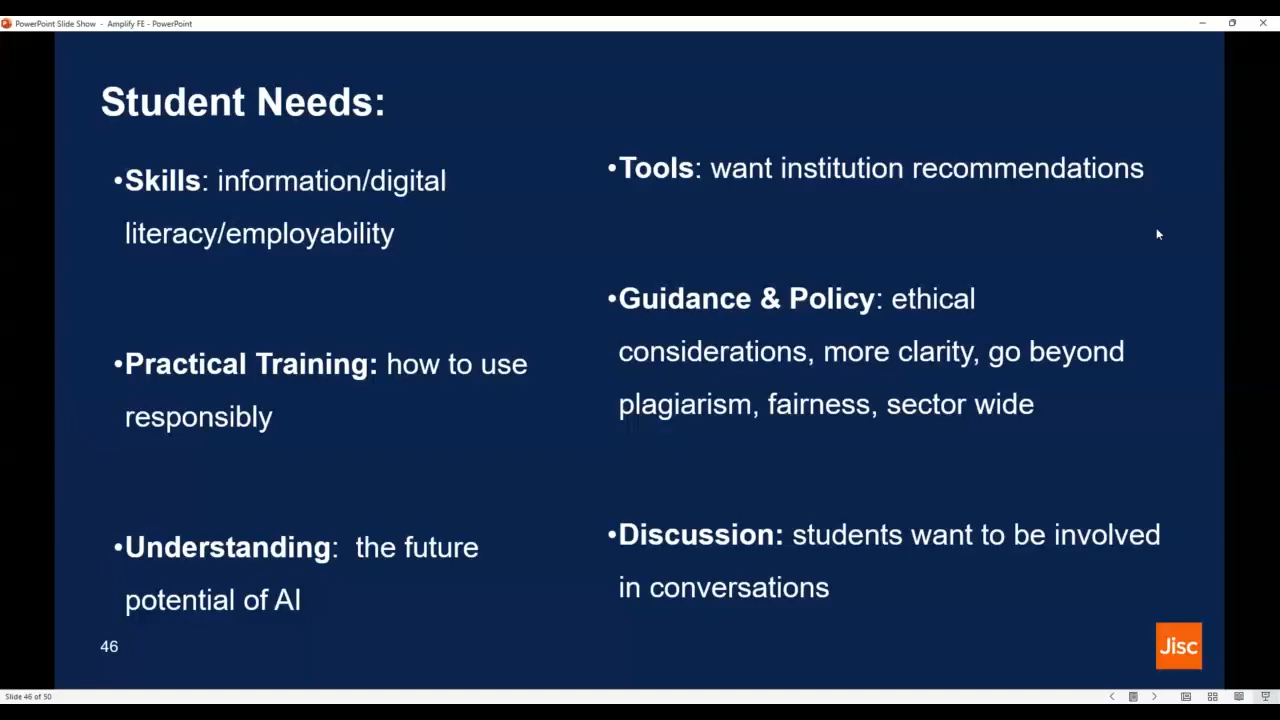 PowerPoint Slide Show - Amplify FE - PowerPoint
Student Needs:
•Skills: information/digital
literacy/employability
•Practical Training: how to use
responsibly
•Understanding:  the future
potential of AI
•Tools: want institution recommendations
•Guidance & Policy: ethical
considerations, more clarity, go beyond
plagiarism, fairness, sector wide
•Discussion: students want to be involved
in conversations
46
Jisc
Slide 46 of 50